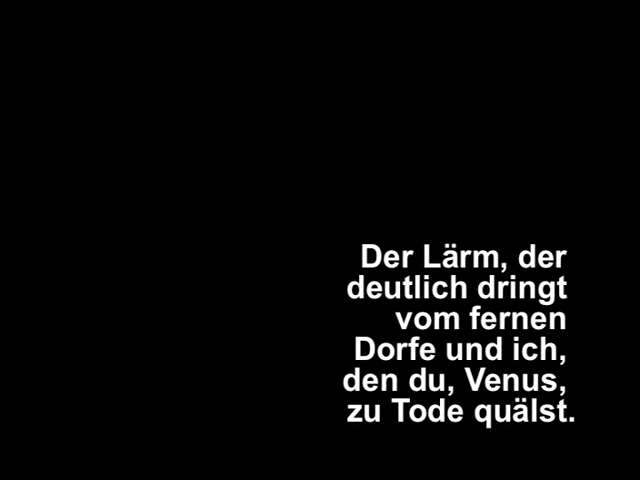 Der Lärm, der
deutlich dringt
vom fernen
Dorfe und ich,
den du, Venus,
zu Tode quälst.